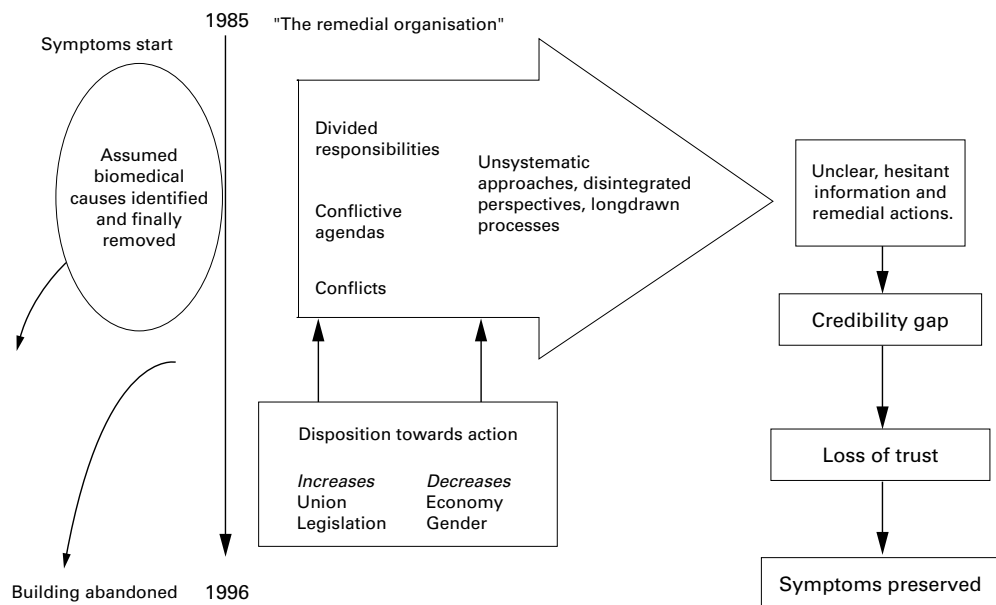 1985
"The remedial organisation"
Symptoms start
Assumed
biomedical
causes identified
and finally
removed
Divided
responsibilities
Conflictive
agendas
Conflicts
Unsystematic
approaches, disintegrated
perspectives, longdrawn
processes
Unclear, hesitant
information and
remedial actions.
Credibility gap
Loss of trust
Symptoms preserved
Disposition towards action
Increases
Union
Legislation
Decreases
Economy
Gender
Building abandoned
1996